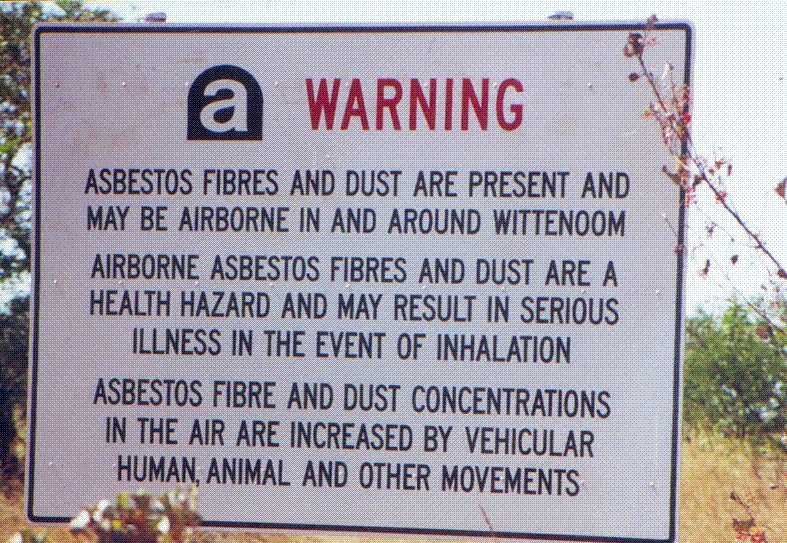 a WARNING
ASBESTOS FIBRES AND DUST ARE PRESENT AND
MAY BE AIRBORNE IN AND AROUND WITTENOOM
AIRBORNE ASBESTOS FIBRES AND DUST ARE A
HEALTH HAZARD AND MAY RESULT IN SERIOUS
ILLNESS IN THE EVENT OF INHALATION
ASBESTOS FIBRE AND DUST CONCENTRATIONS
IN THE AIR ARE INCREASED BY VEHICULAR
HUMAN, ANIMAL AND OTHER MOVEMENTS